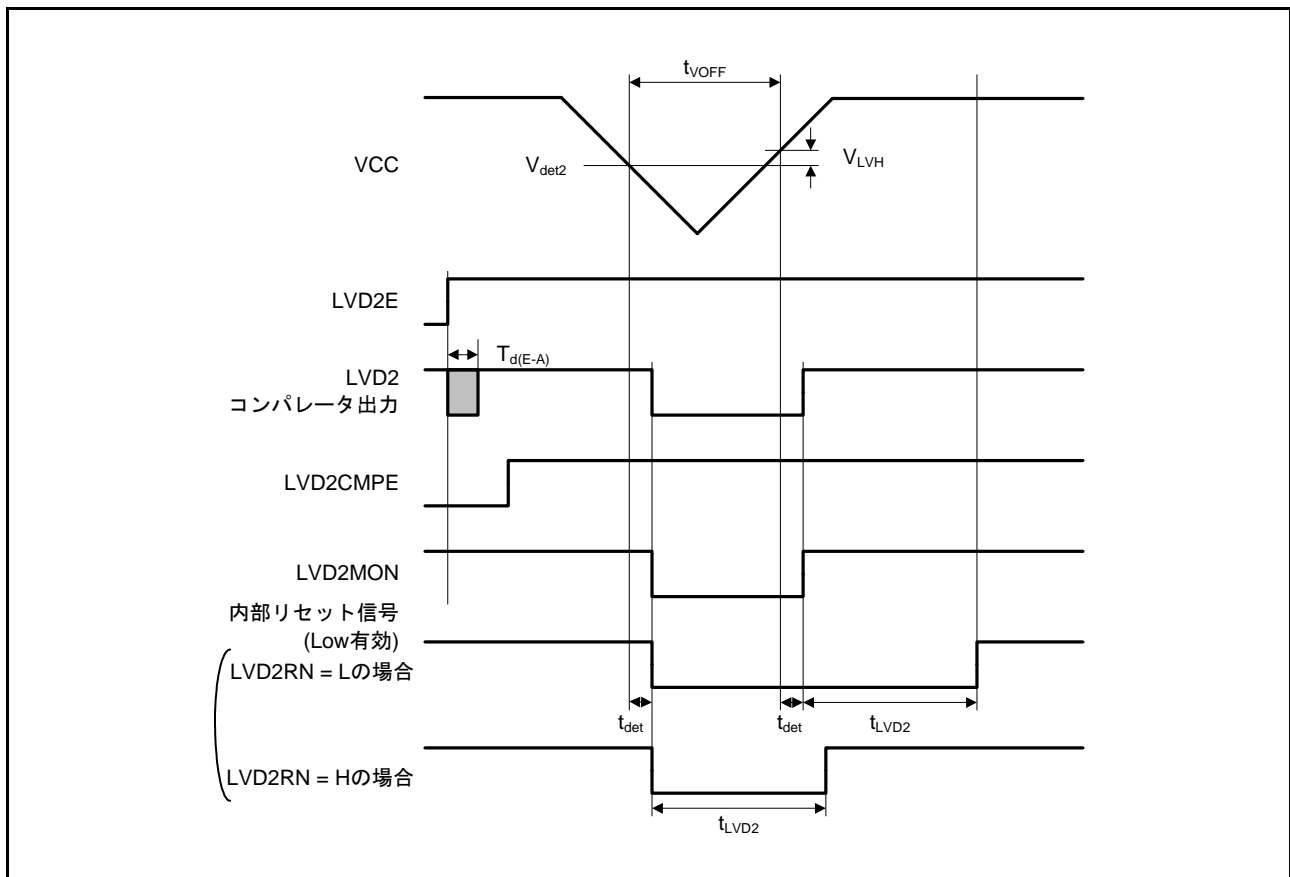 tVOFF
VCC
Vdet2
VLVH
LVD2E
Td(E-A)
LVD2
コンパレータ出力
LVD2CMPE
LVD2MON
内部リセット信号
(Low有効)
LVD2RN = Lの場合
tdet
tdet
tLVD2
LVD2RN = Hの場合
tLVD2